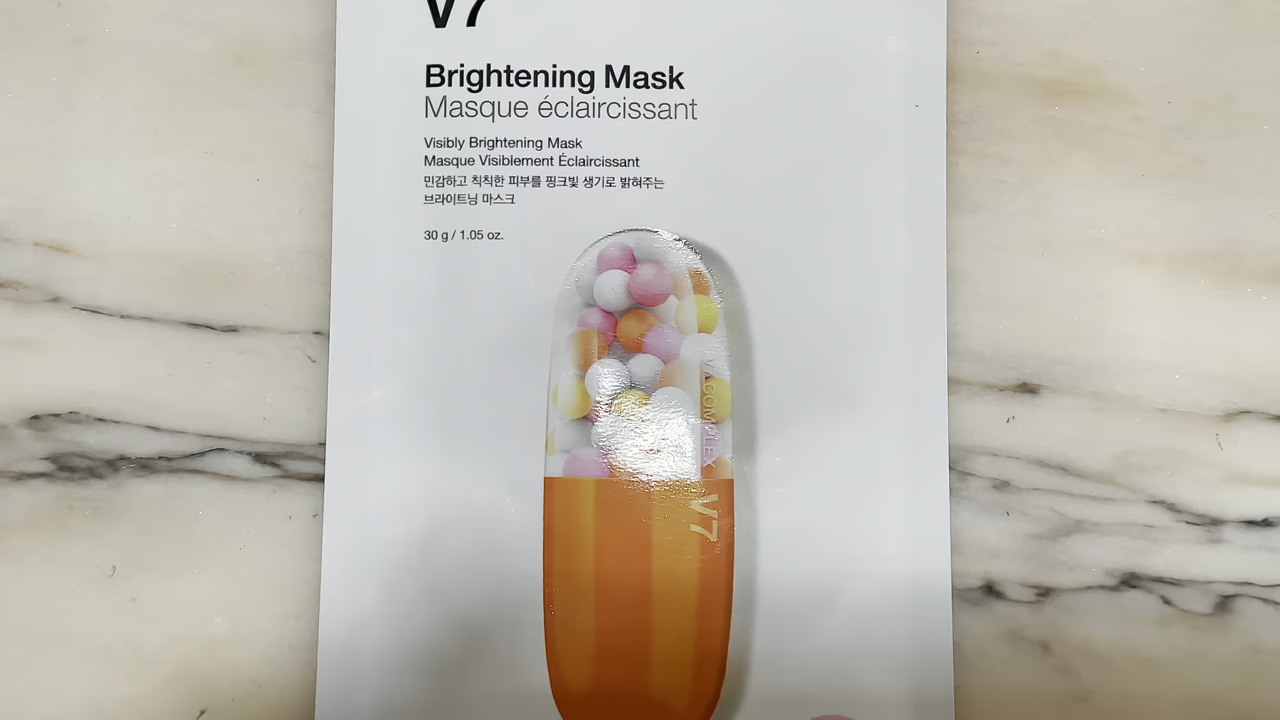 V7
Brightening Mask
Masque éclaircissant
Visibly Brightening Mask
Masque Visiblement Éclaircissant
민감하고 칙칙한 피부를 핑크빛 생기로 밝혀주는
브라이트닝 마스크
30 g / 1.05 oz.
COMPLEX
V7